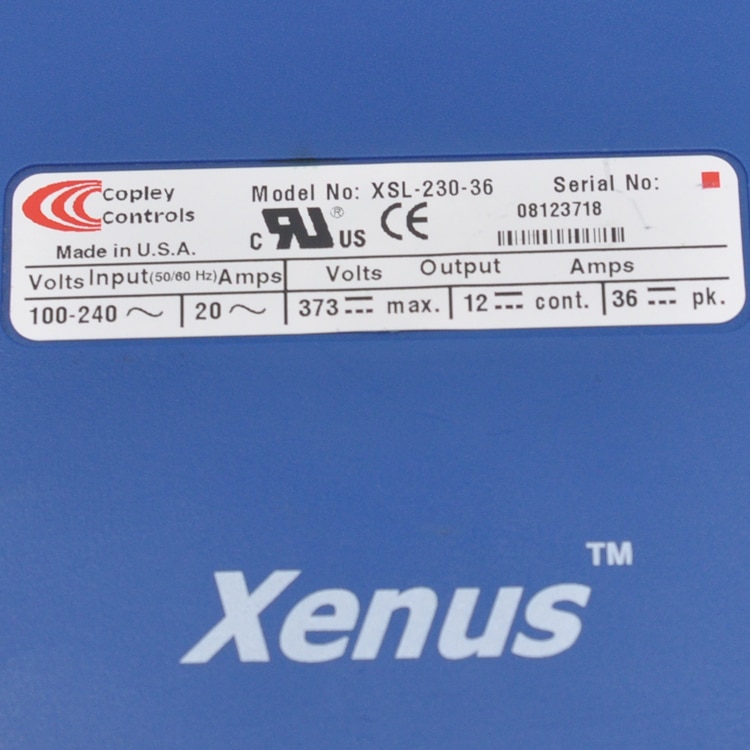 Copley
Controls
Model No: XSL-230-36
Serial No:
08123718
C RU® US CE
Made in U.S.A.
Volts Input (50/60 Hz) Amps
Volts Output Amps
100-240 20 373 max. 12 cont. 36 pk.
Xenus™